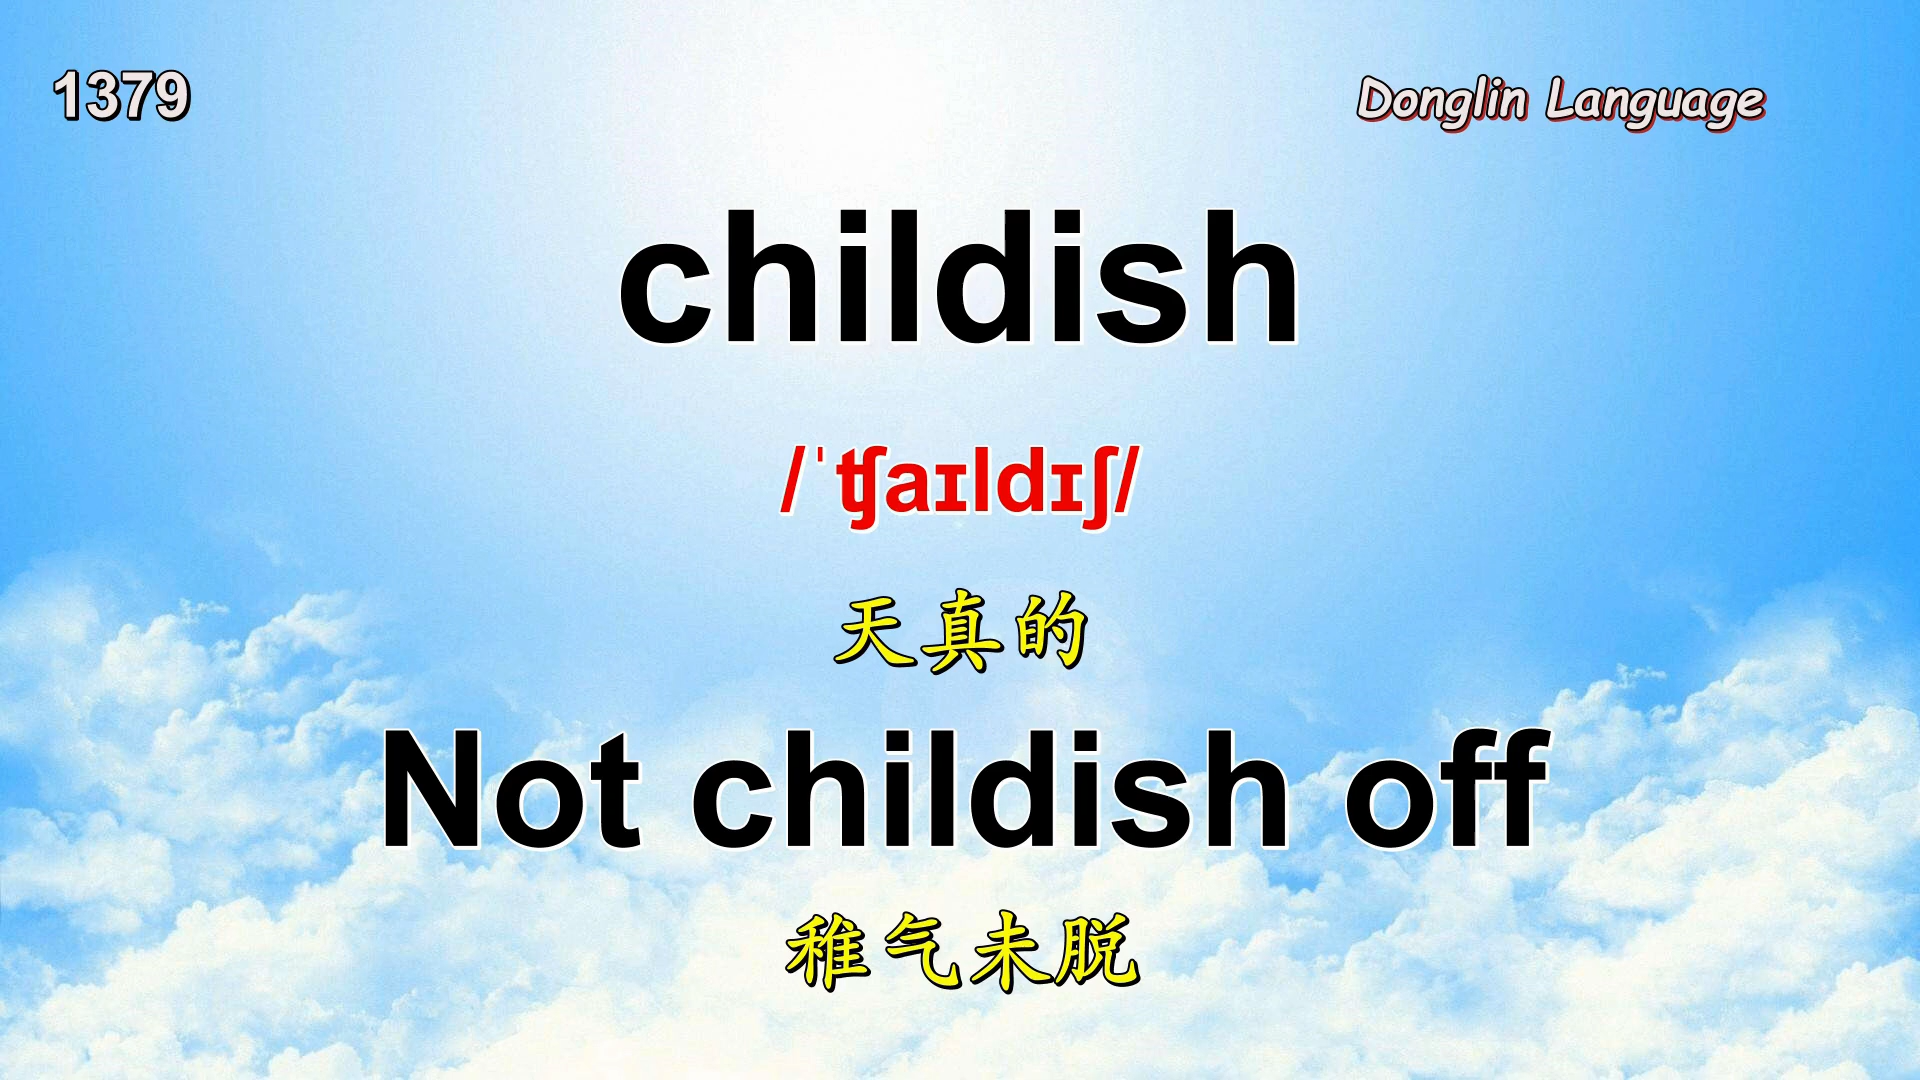 1379
Donglin Language
childish
/ˈʧaɪldɪʃ/
天真的
Not childish off
稚气未脱